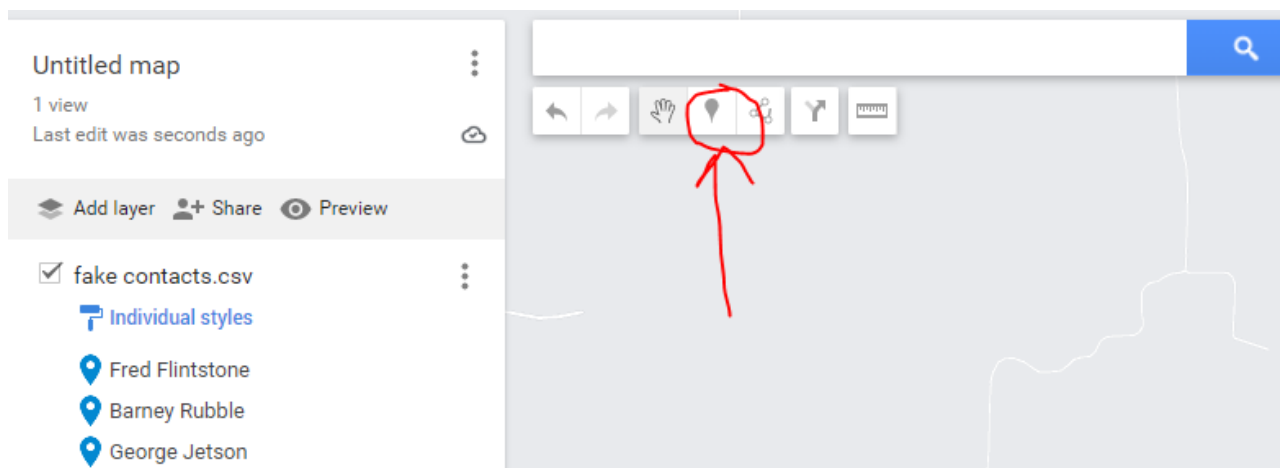 Untitled map
1 view
Last edit was seconds ago
Add layer Share Preview
fake contacts.csv
Individual styles
Fred Flintstone
Barney Rubble
George Jetson